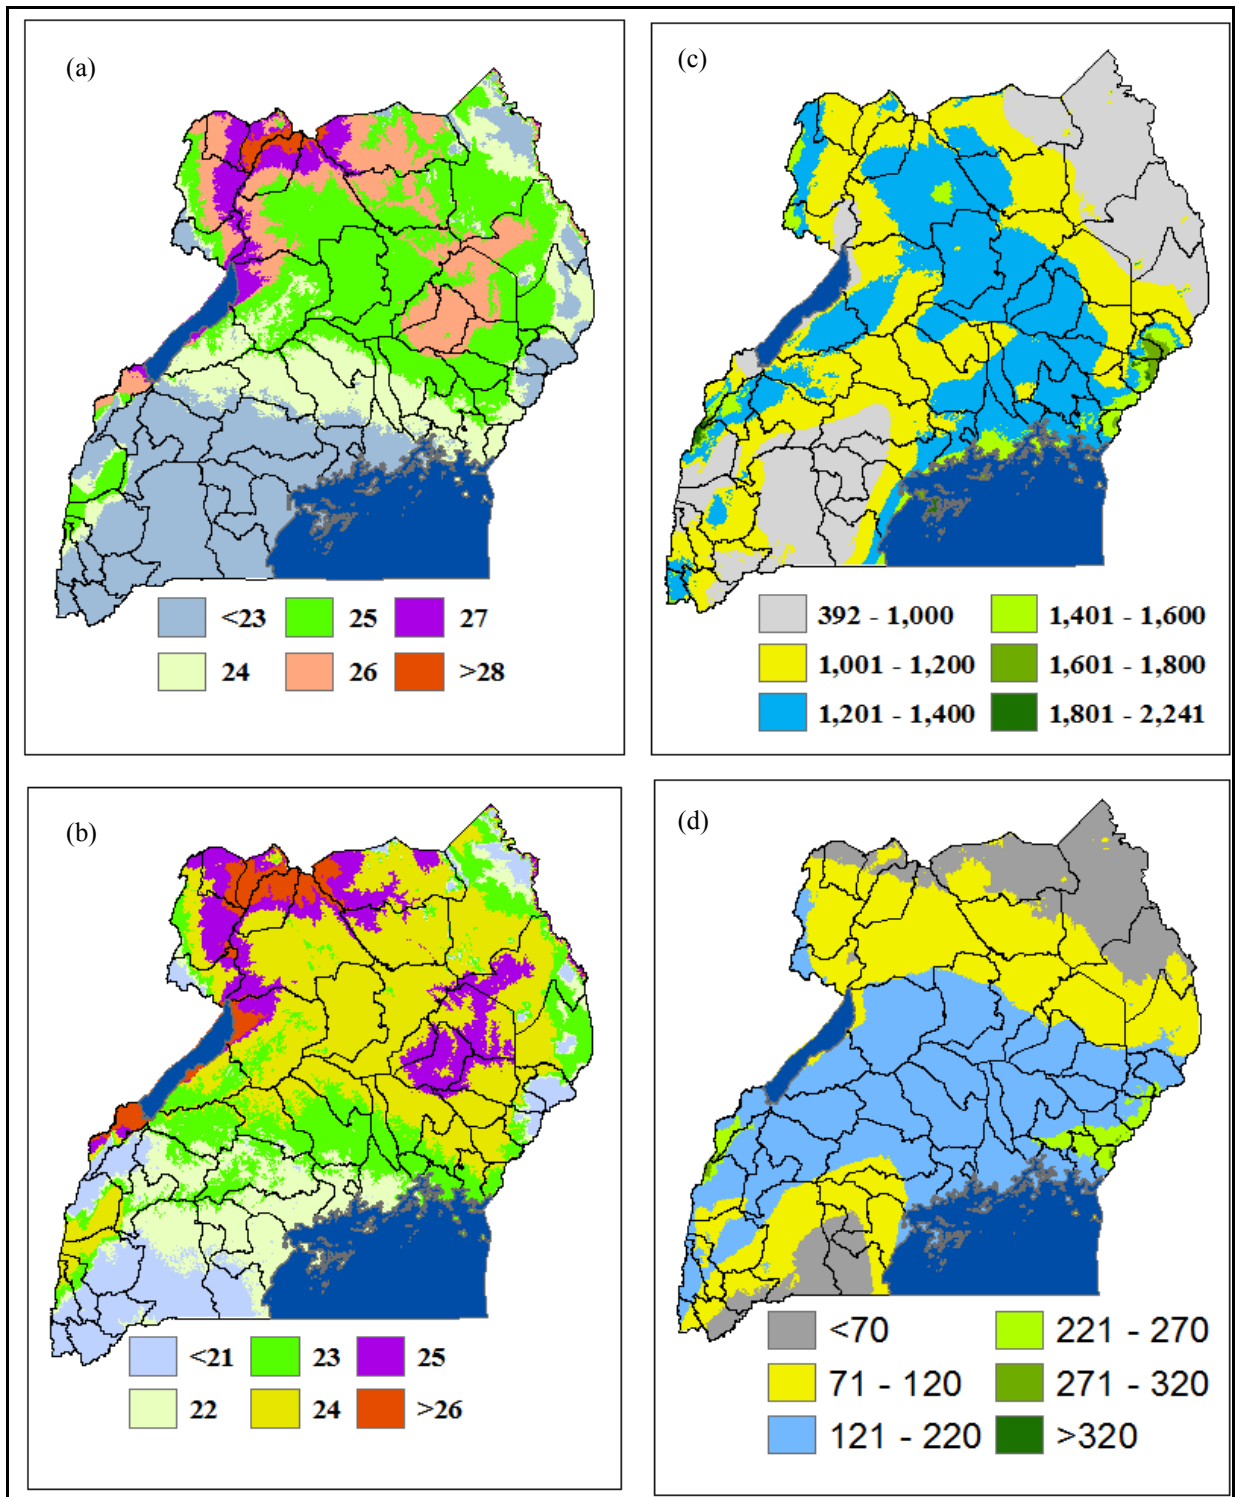 (a)
<23 25 27
24 26 >28
(c)
392 - 1,000 1,401 - 1,600
1,001 - 1,200 1,601 - 1,800
1,201 - 1,400 1,801 - 2,241
(b)
<21 23 25
22 24 >26
(d)
<70 221 - 270
71 - 120 271 - 320
121 - 220 >320